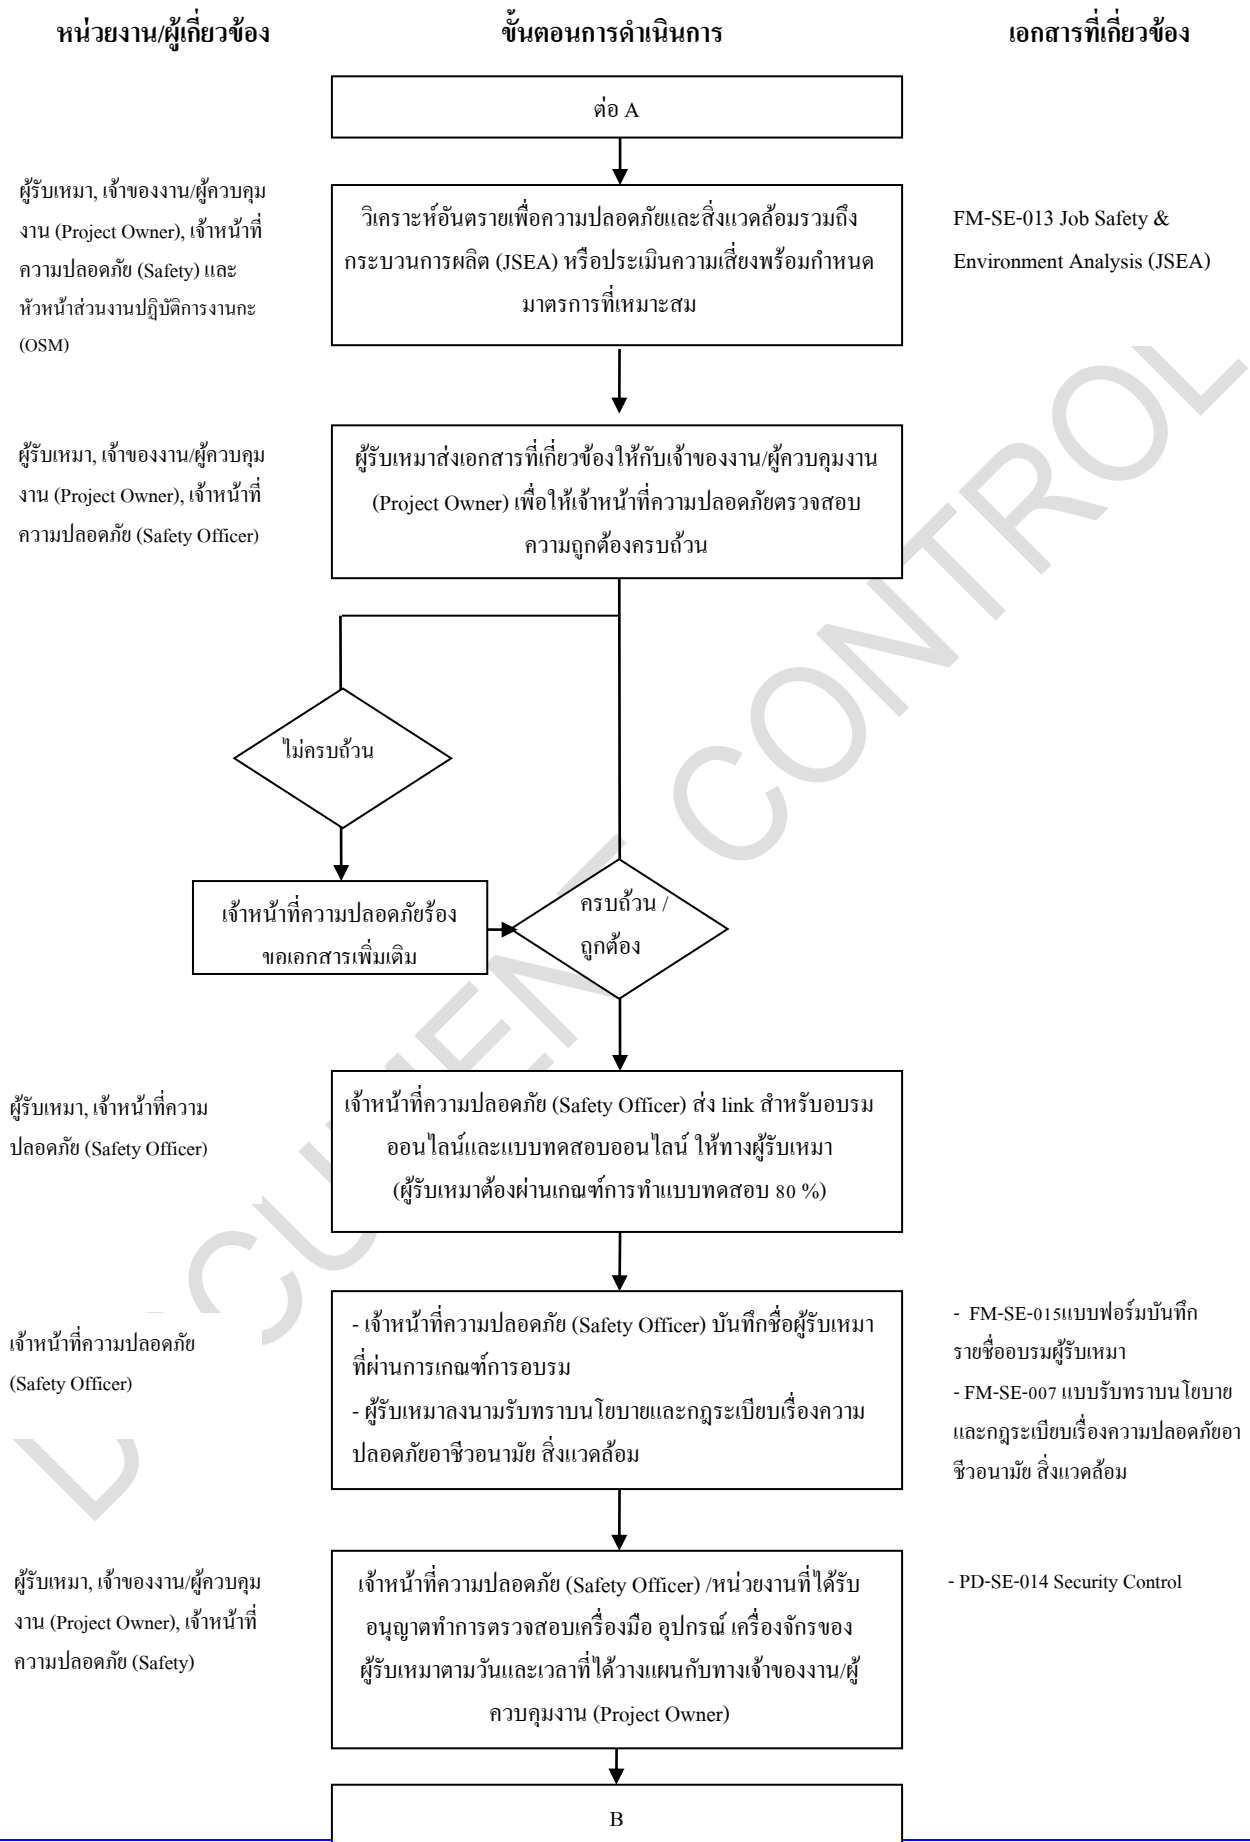 หน่วยงาน/ผู้เกี่ยวข้อง
ขั้นตอนการดำเนินการ
เอกสารที่เกี่ยวข้อง
ต่อ A
ผู้รับเหมา, เจ้าของงาน/ผู้ควบคุม
งาน (Project Owner), เจ้าหน้าที่
ความปลอดภัย (Safety) และ
หัวหน้าส่วนงานปฏิบัติการงานกะ
(OSM)
วิเคราะห์อันตรายเพื่อความปลอดภัยและสิ่งแวดล้อมรวมถึง
กระบวนการผลิต (JSEA) หรือประเมินความเสี่ยงพร้อมกำหนด
มาตรการที่เหมาะสม
FM-SE-013 Job Safety &
Environment Analysis (JSEA)
ผู้รับเหมา, เจ้าของงาน/ผู้ควบคุม
งาน (Project Owner), เจ้าหน้าที่
ความปลอดภัย (Safety Officer)
ผู้รับเหมาส่งเอกสารที่เกี่ยวข้องให้กับเจ้าของงาน/ผู้ควบคุมงาน
(Project Owner) เพื่อให้เจ้าหน้าที่ความปลอดภัยตรวจสอบ
ความถูกต้องครบถ้วน
ไม่ครบถ้วน
เจ้าหน้าที่ความปลอดภัยร้อง
ขอเอกสารเพิ่มเติม
ครบถ้วน /
ถูกต้อง
ผู้รับเหมา, เจ้าหน้าที่ความ
ปลอดภัย (Safety Officer)
เจ้าหน้าที่ความปลอดภัย (Safety Officer) ส่ง link สำหรับอบรม
ออนไลน์และแบบทดสอบออนไลน์ ให้ทางผู้รับเหมา
(ผู้รับเหมาต้องผ่านเกณฑ์การทำแบบทดสอบ 80 %)
เจ้าหน้าที่ความปลอดภัย
(Safety Officer)
- เจ้าหน้าที่ความปลอดภัย (Safety Officer) บันทึกชื่อผู้รับเหมา
ที่ผ่านการเกณฑ์การอบรม
- ผู้รับเหมาลงนามรับทราบนโยบายและกฎระเบียบเรื่องความ
ปลอดภัยอาชีวอนามัย สิ่งแวดล้อม
- FM-SE-015แบบฟอร์มบันทึก
รายชื่ออบรมผู้รับเหมา
- FM-SE-007 แบบรับทราบนโยบาย
และกฎระเบียบเรื่องความปลอดภัยอา
ชีวอนามัย สิ่งแวดล้อม
ผู้รับเหมา, เจ้าของงาน/ผู้ควบคุม
งาน (Project Owner), เจ้าหน้าที่
ความปลอดภัย (Safety)
เจ้าหน้าที่ความปลอดภัย (Safety Officer) /หน่วยงานที่ได้รับ
อนุญาตทำการตรวจสอบเครื่องมือ อุปกรณ์ เครื่องจักรของ
ผู้รับเหมาตามวันและเวลาที่ได้วางแผนกับทางเจ้าของงาน/ผู้
ควบคุมงาน (Project Owner)
- PD-SE-014 Security Control
B
DOCUMENT CONTROL